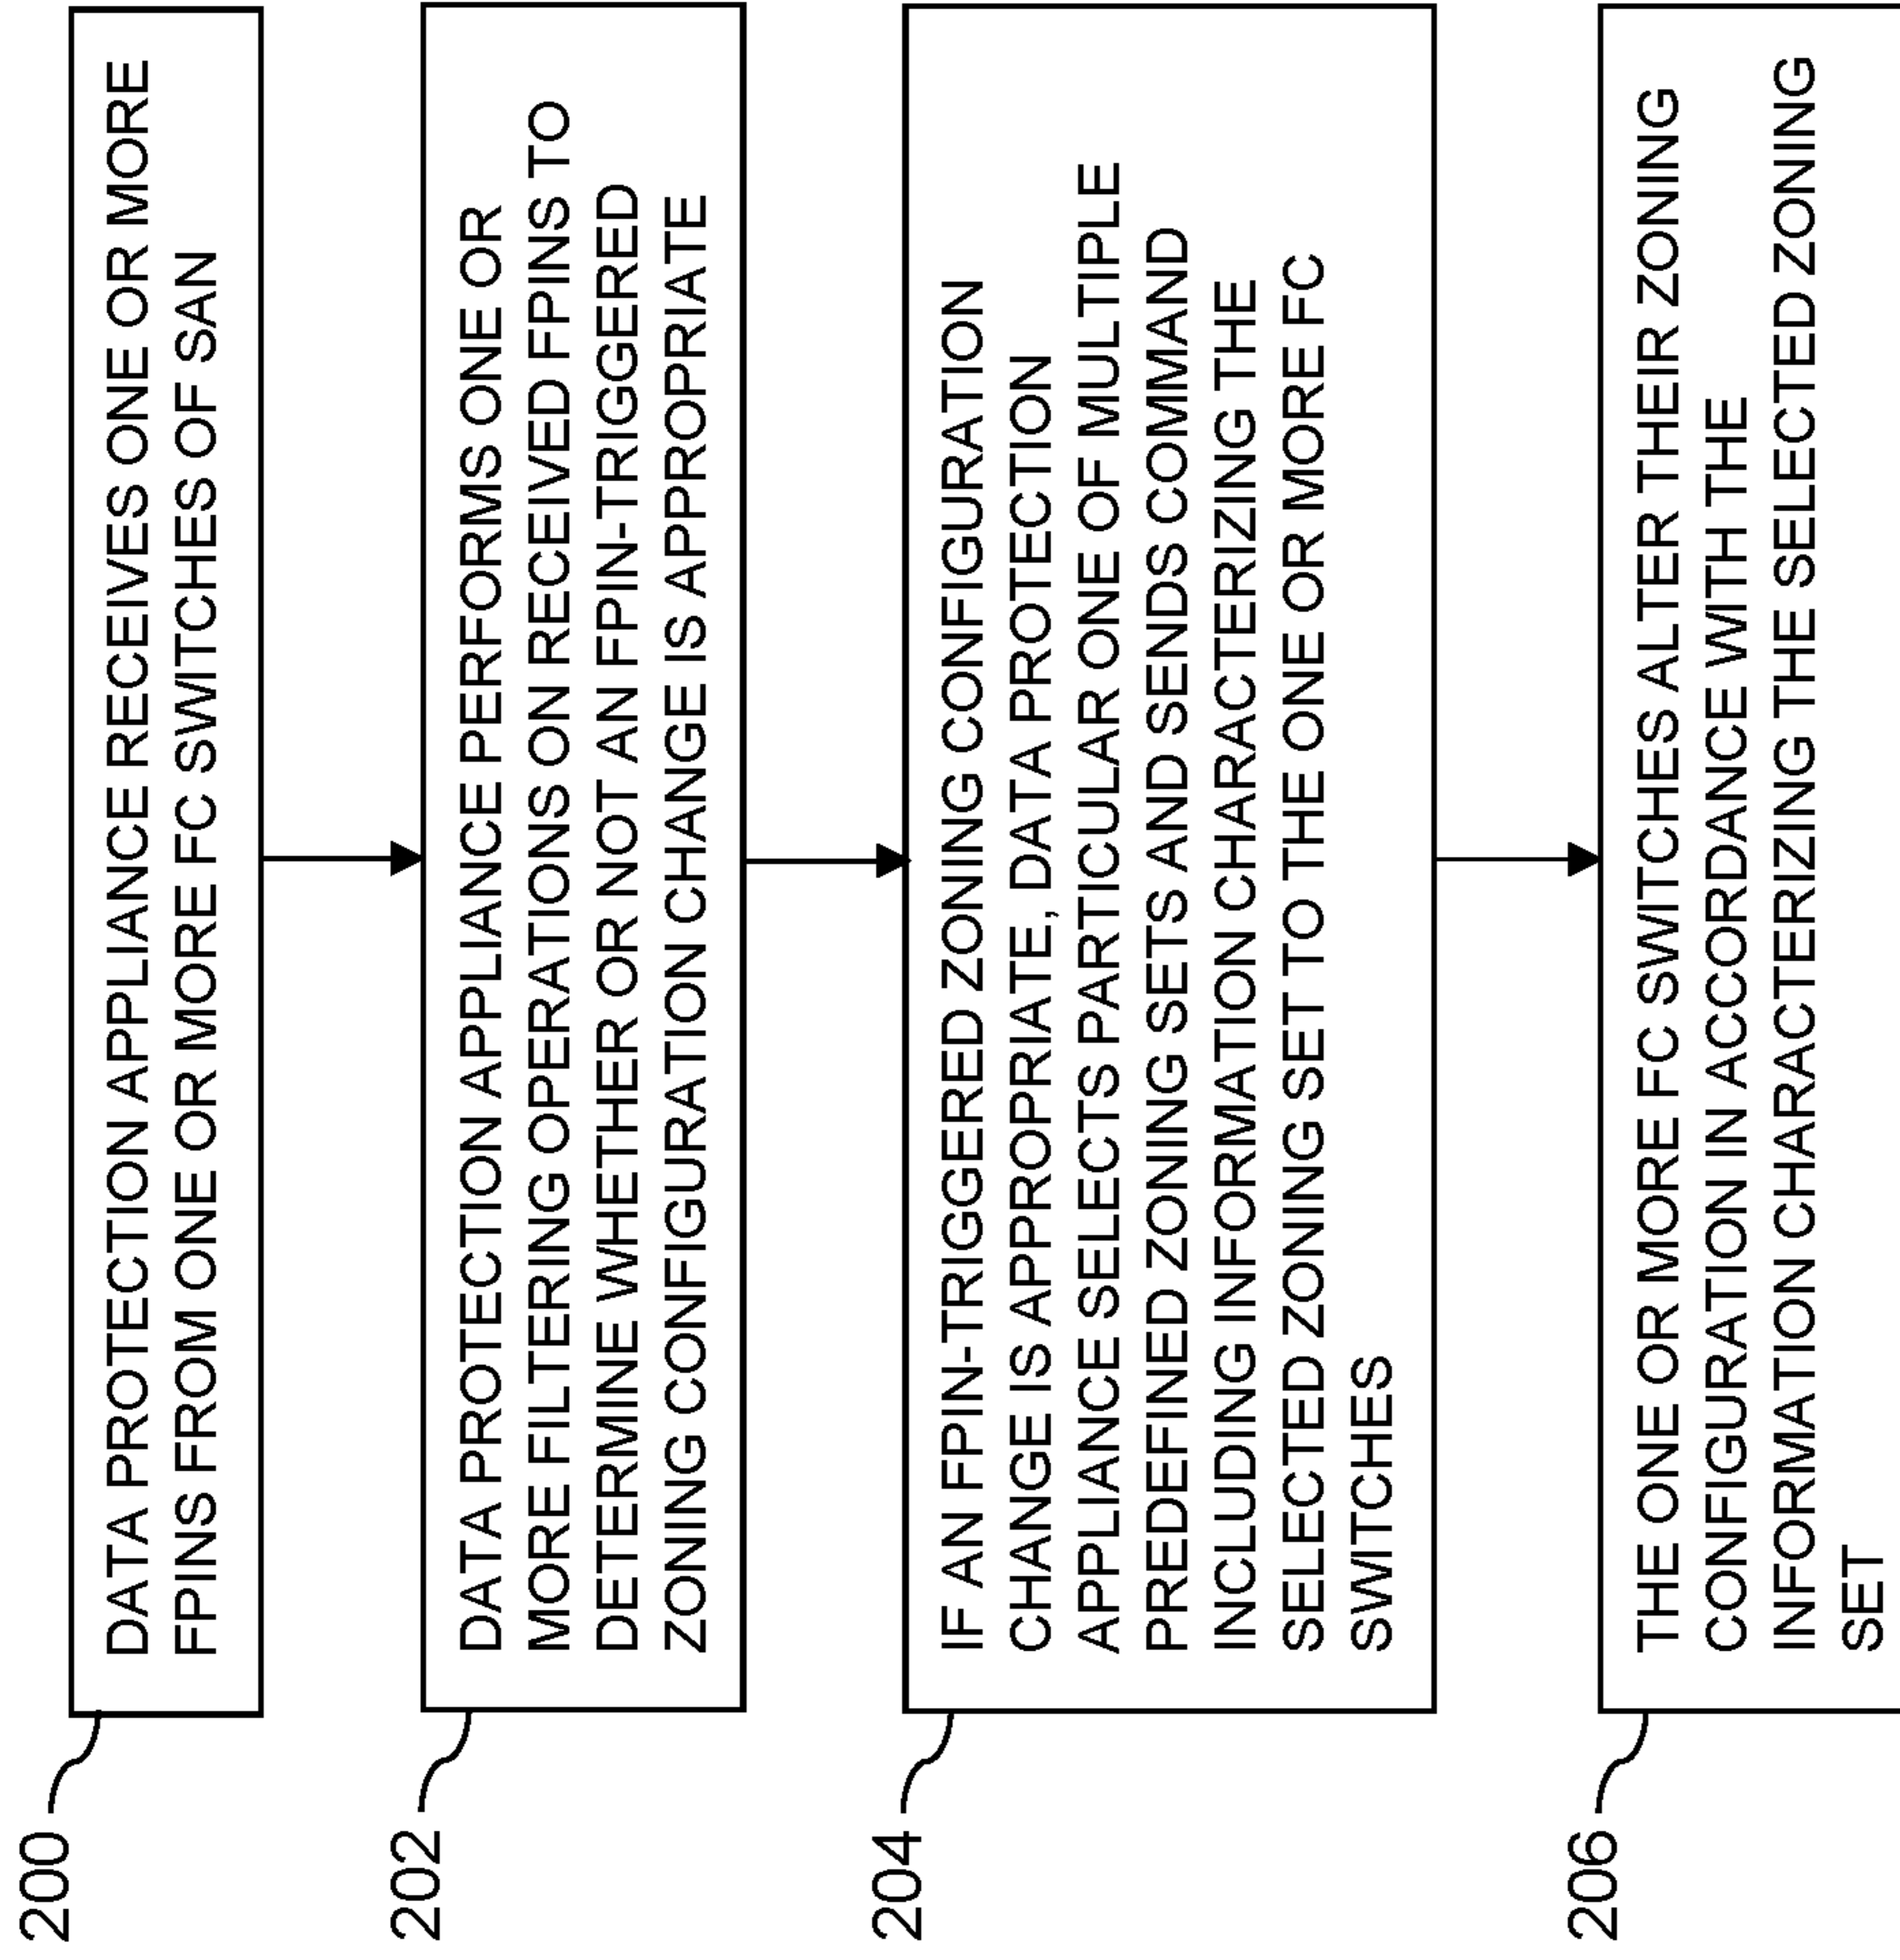 200
DATA PROTECTION APPLIANCE RECEIVES ONE OR MORE
FPINS FROM ONE OR MORE FC SWITCHES OF SAN
202
DATA PROTECTION APPLIANCE PERFORMS ONE OR
MORE FILTERING OPERATIONS ON RECEIVED FPINS TO
DETERMINE WHETHER OR NOT AN FPIN-TRIGGERED
ZONING CONFIGURATION CHANGE IS APPROPRIATE
204
IF AN FPIN-TRIGGERED ZONING CONFIGURATION
CHANGE IS APPROPRIATE, DATA PROTECTION
APPLIANCE SELECTS PARTICULAR ONE OF MULTIPLE
PREDEFINED ZONING SETS AND SENDS COMMAND
INCLUDING INFORMATION CHARACTERIZING THE
SELECTED ZONING SET TO THE ONE OR MORE FC
SWITCHES
206
THE ONE OR MORE FC SWITCHES ALTER THEIR ZONING
CONFIGURATION IN ACCORDANCE WITH THE
INFORMATION CHARACTERIZING THE SELECTED ZONING
SET